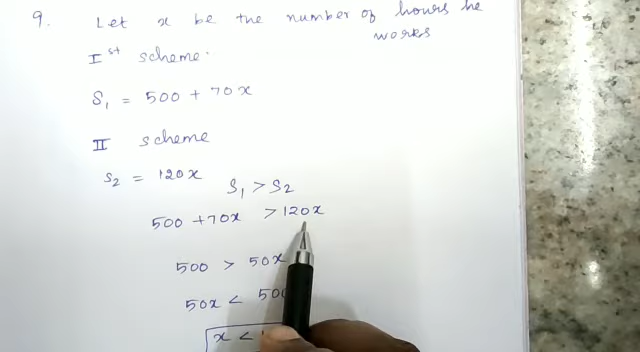 9. Let x be the number of hours he
works
Ist scheme.
S1 = 500 + 70x
II scheme
S2 = 120x
S1 > S2
500 + 70x > 120x
500 > 50x
50x < 50
x <